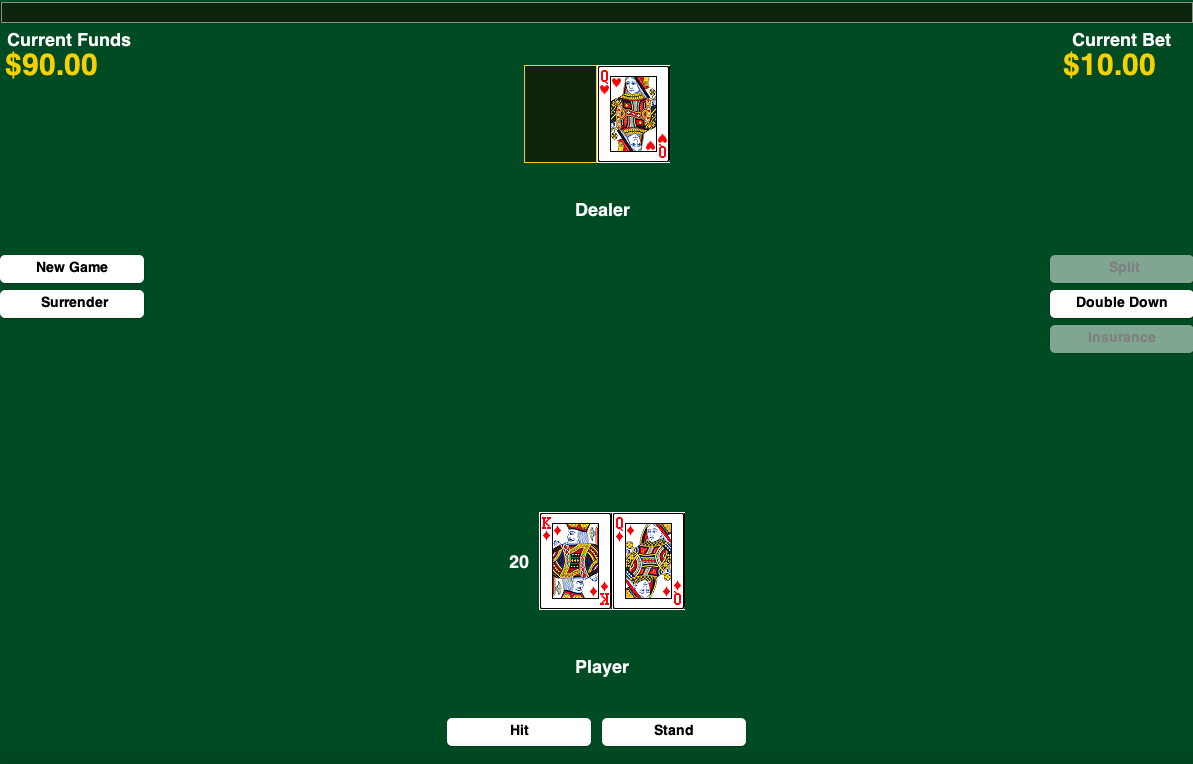 Current Funds
$90.00
Current Bet
$10.00
Q
Q
Dealer
New Game
Surrender
Split
Double Down
Insurance
20
K
Q
K
Q
Player
Hit
Stand